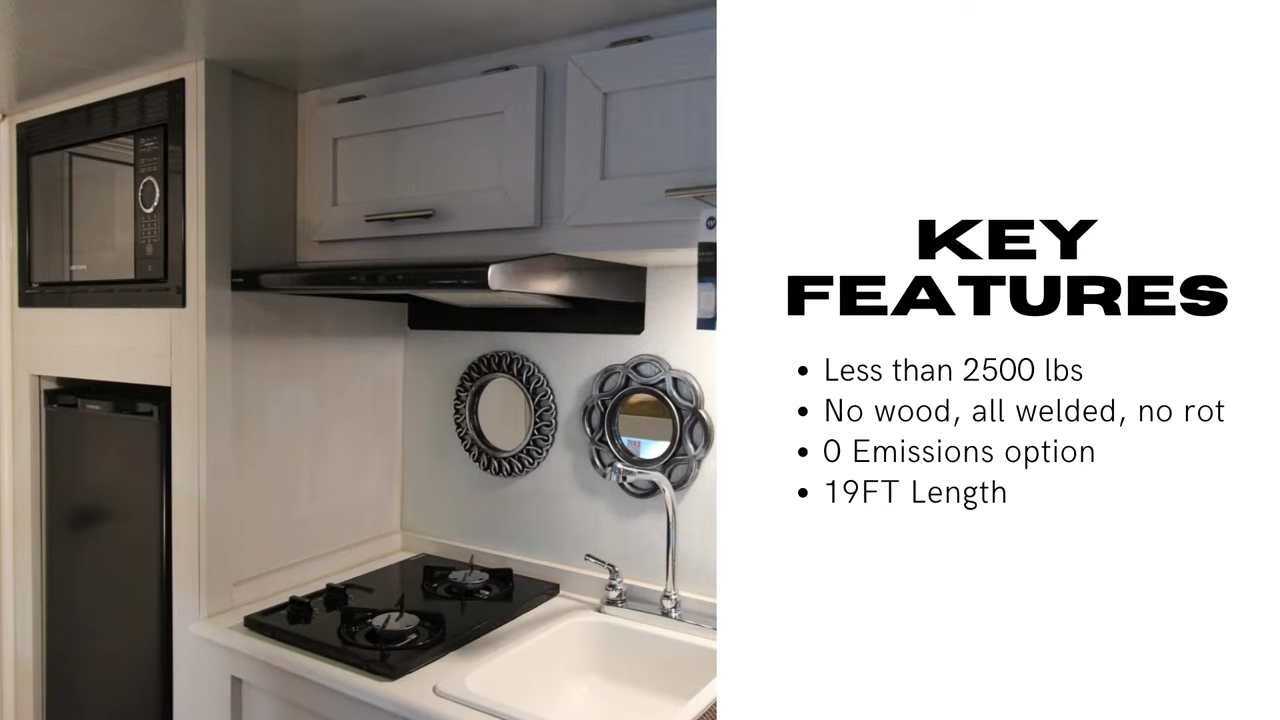 KEY
FEATURES
Less than 2500 lbs
No wood, all welded, no rot
0 Emissions option
19FT Length